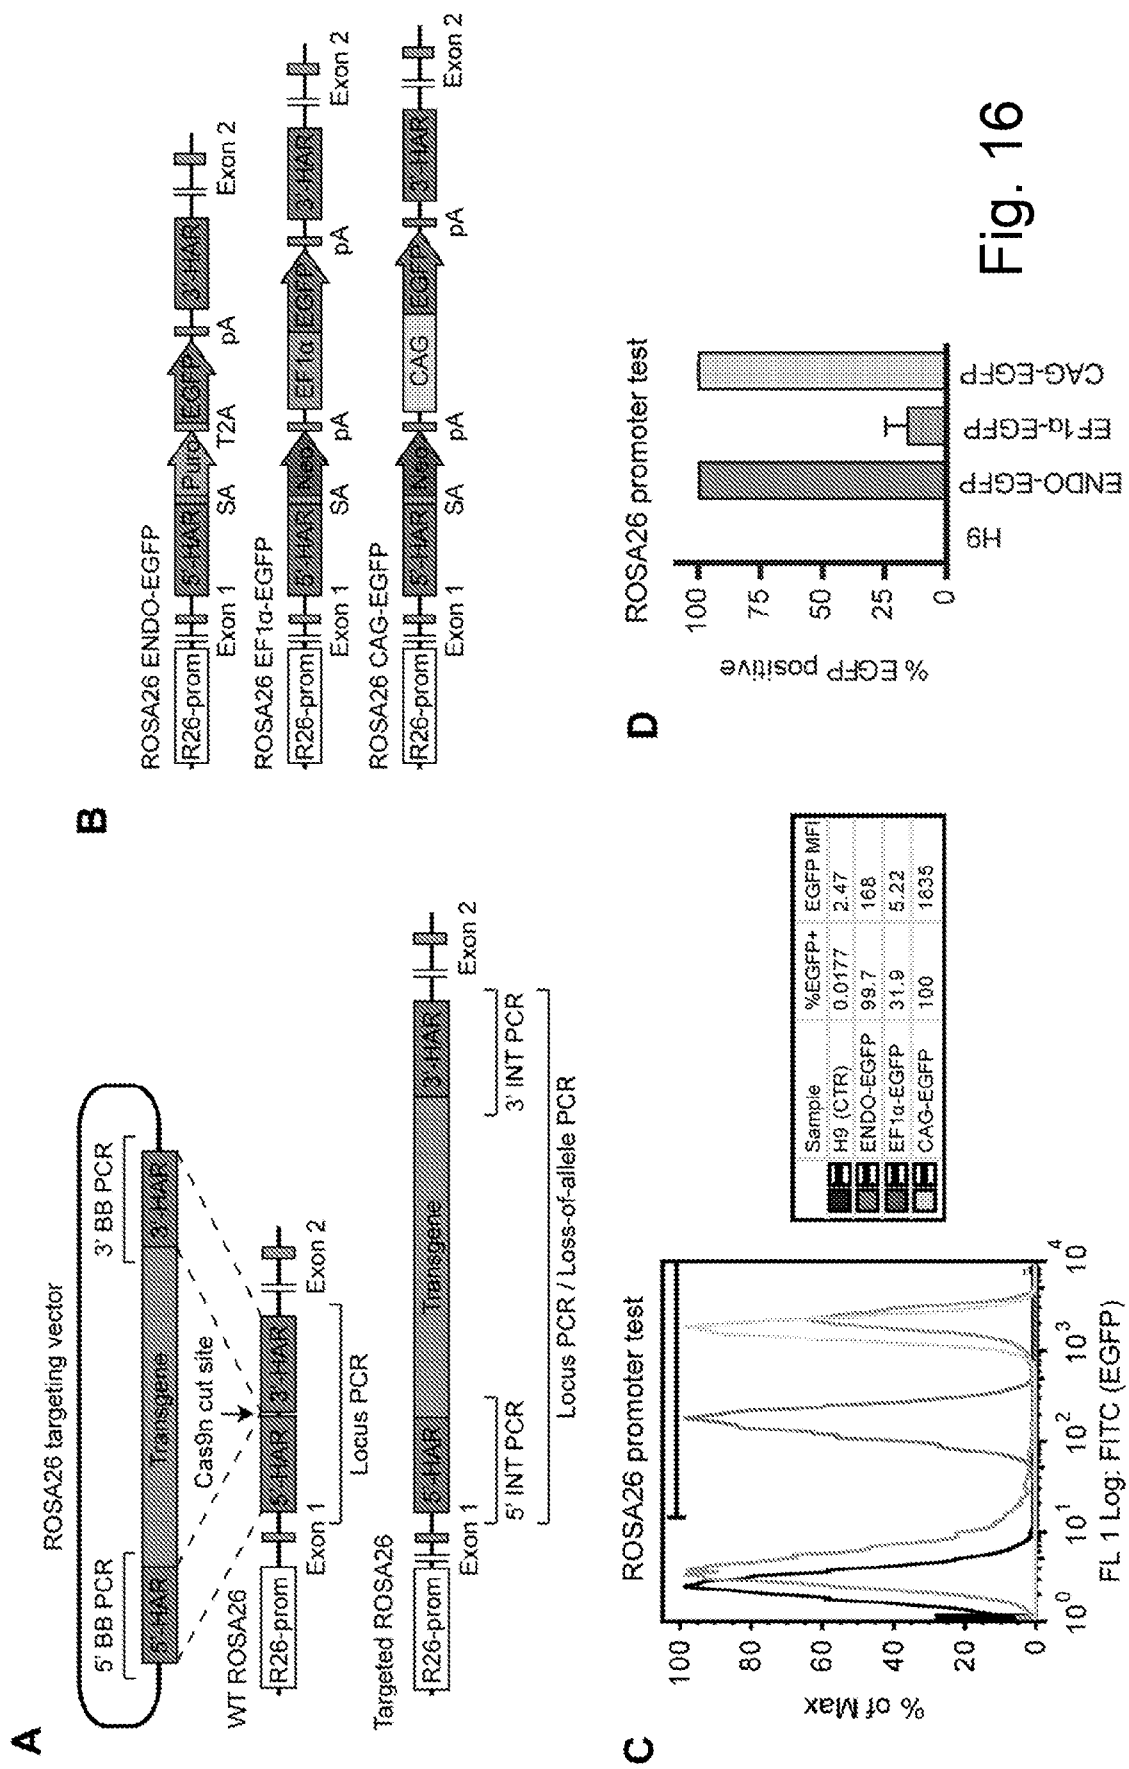 A
ROSA26 targeting vector
5' BB PCR
3' BB PCR
5'-HAR
Transgene
3'-HAR
Cas9n cut site
WT ROSA26
R26-prom
5'-HAR
3'-HAR
Exon 1
Exon 2
Locus PCR
Targeted ROSA26
R26-prom
5'-HAR
Transgene
3'-HAR
Exon 1
Exon 2
5' INT PCR
3' INT PCR
Locus PCR / Loss-of-allele PCR
B
ROSA26 ENDO-EGFP
R26-prom
5'-HAR
Puro
EGFP
3'-HAR
Exon 1
SA
T2A
pA
Exon 2
ROSA26 EF1α-EGFP
R26-prom
5'-HAR
Neo
EF1α
EGFP
3'-HAR
Exon 1
SA
pA
pA
Exon 2
ROSA26 CAG-EGFP
R26-prom
5'-HAR
Neo
CAG
EGFP
3'-HAR
Exon 1
SA
pA
pA
Exon 2
C
ROSA26 promoter test
% of Max
100
80
60
40
20
0
10^0
10^1
10^2
10^3
10^4
FL 1 Log: FITC (EGFP)
Sample %EGFP+ EGFP MFI
H9 (CTR) 0.0177 2.47
ENDO-EGFP 99.7 168
EF1α-EGFP 31.9 5.22
CAG-EGFP 100 1835
D
ROSA26 promoter test
% EGFP positive
100
75
50
25
0
H9
ENDO-EGFP
EF1α-EGFP
CAG-EGFP
Fig. 16